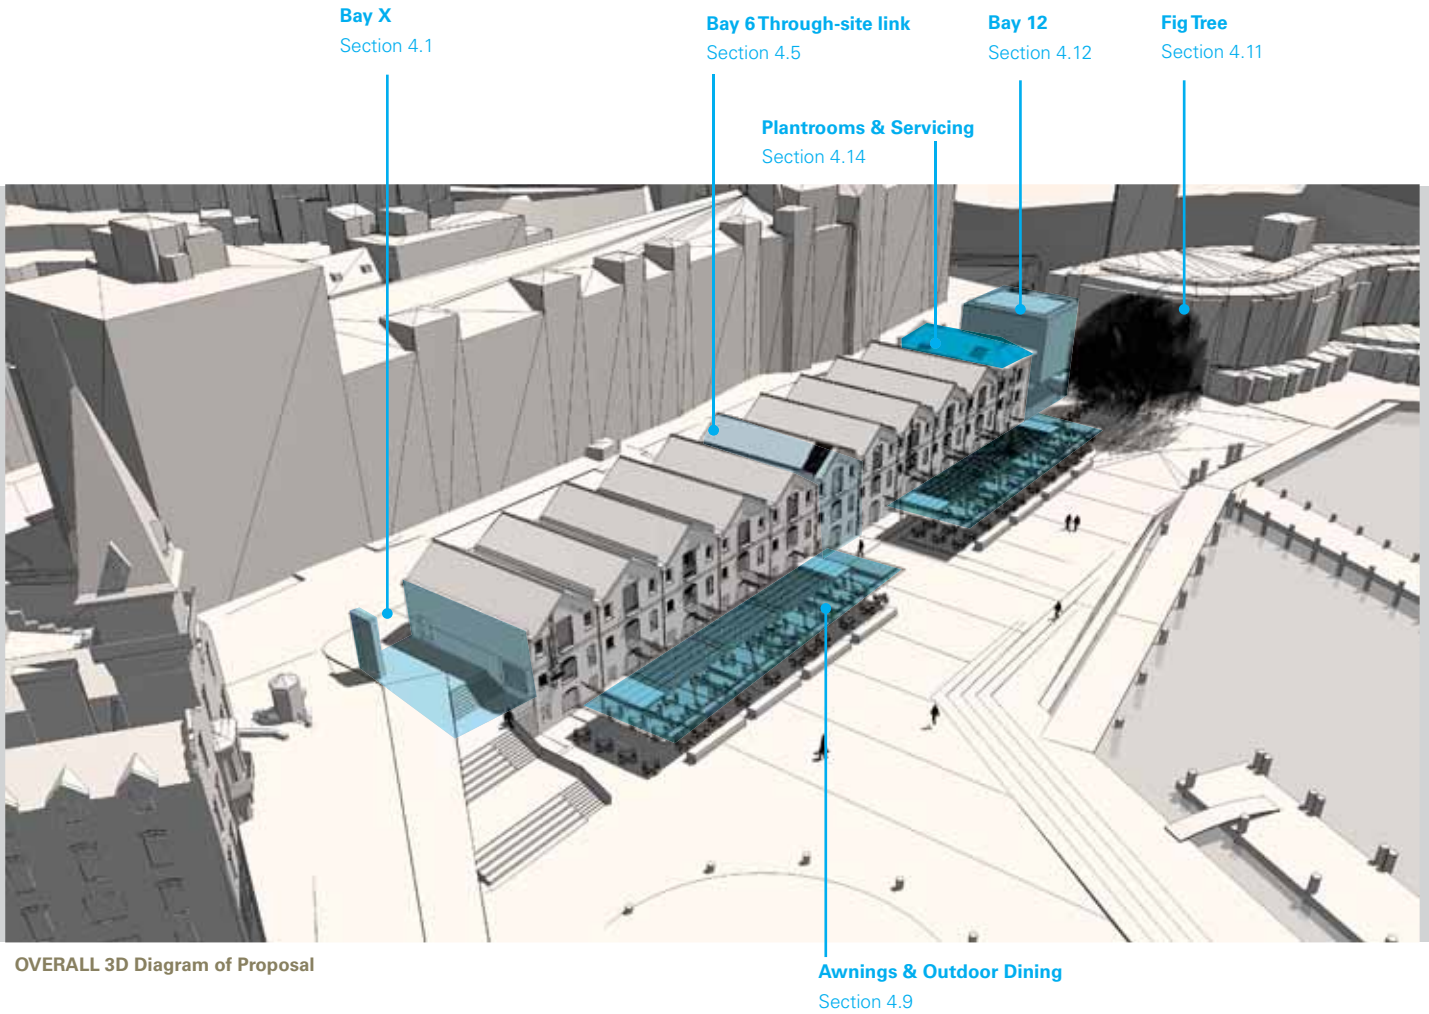 Bay X
Section 4.1
Bay 6 Through-site link
Section 4.5
Bay 12
Section 4.12
Fig Tree
Section 4.11
Plantrooms & Servicing
Section 4.14
OVERALL 3D Diagram of Proposal
Awnings & Outdoor Dining
Section 4.9